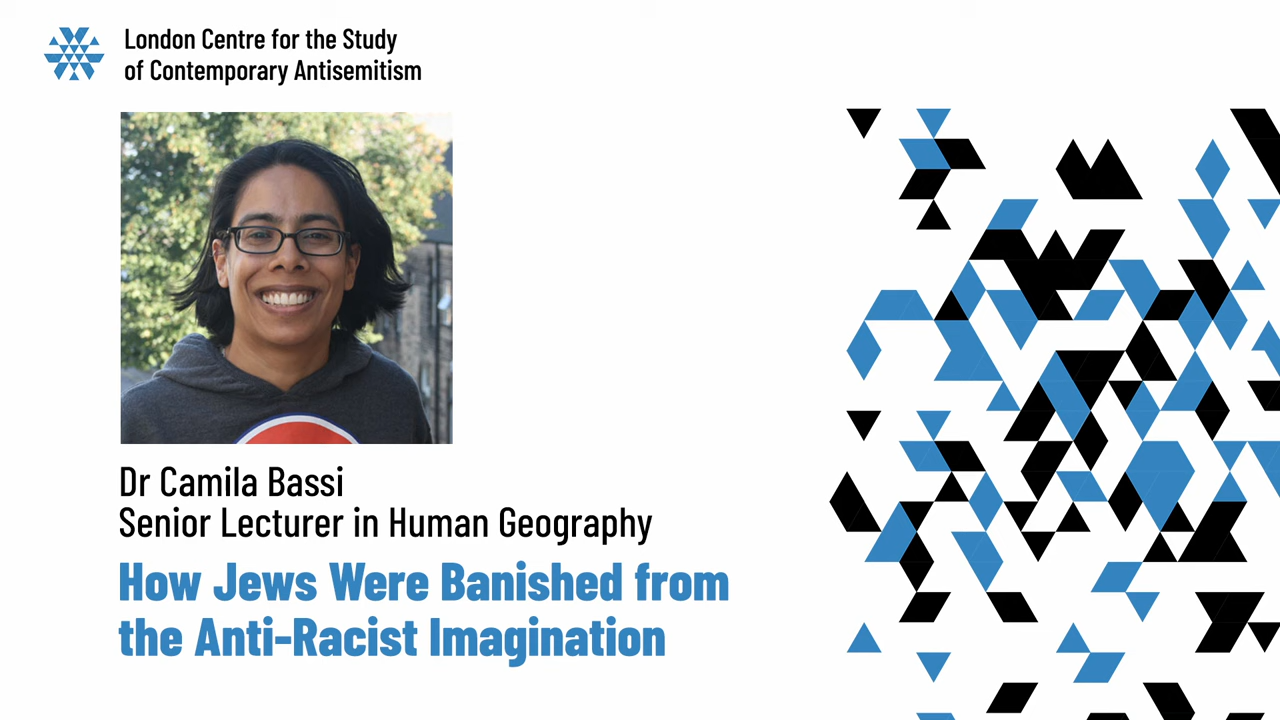 London Centre for the Study
of Contemporary Antisemitism
Dr Camila Bassi
Senior Lecturer in Human Geography
How Jews Were Banished from
the Anti-Racist Imagination